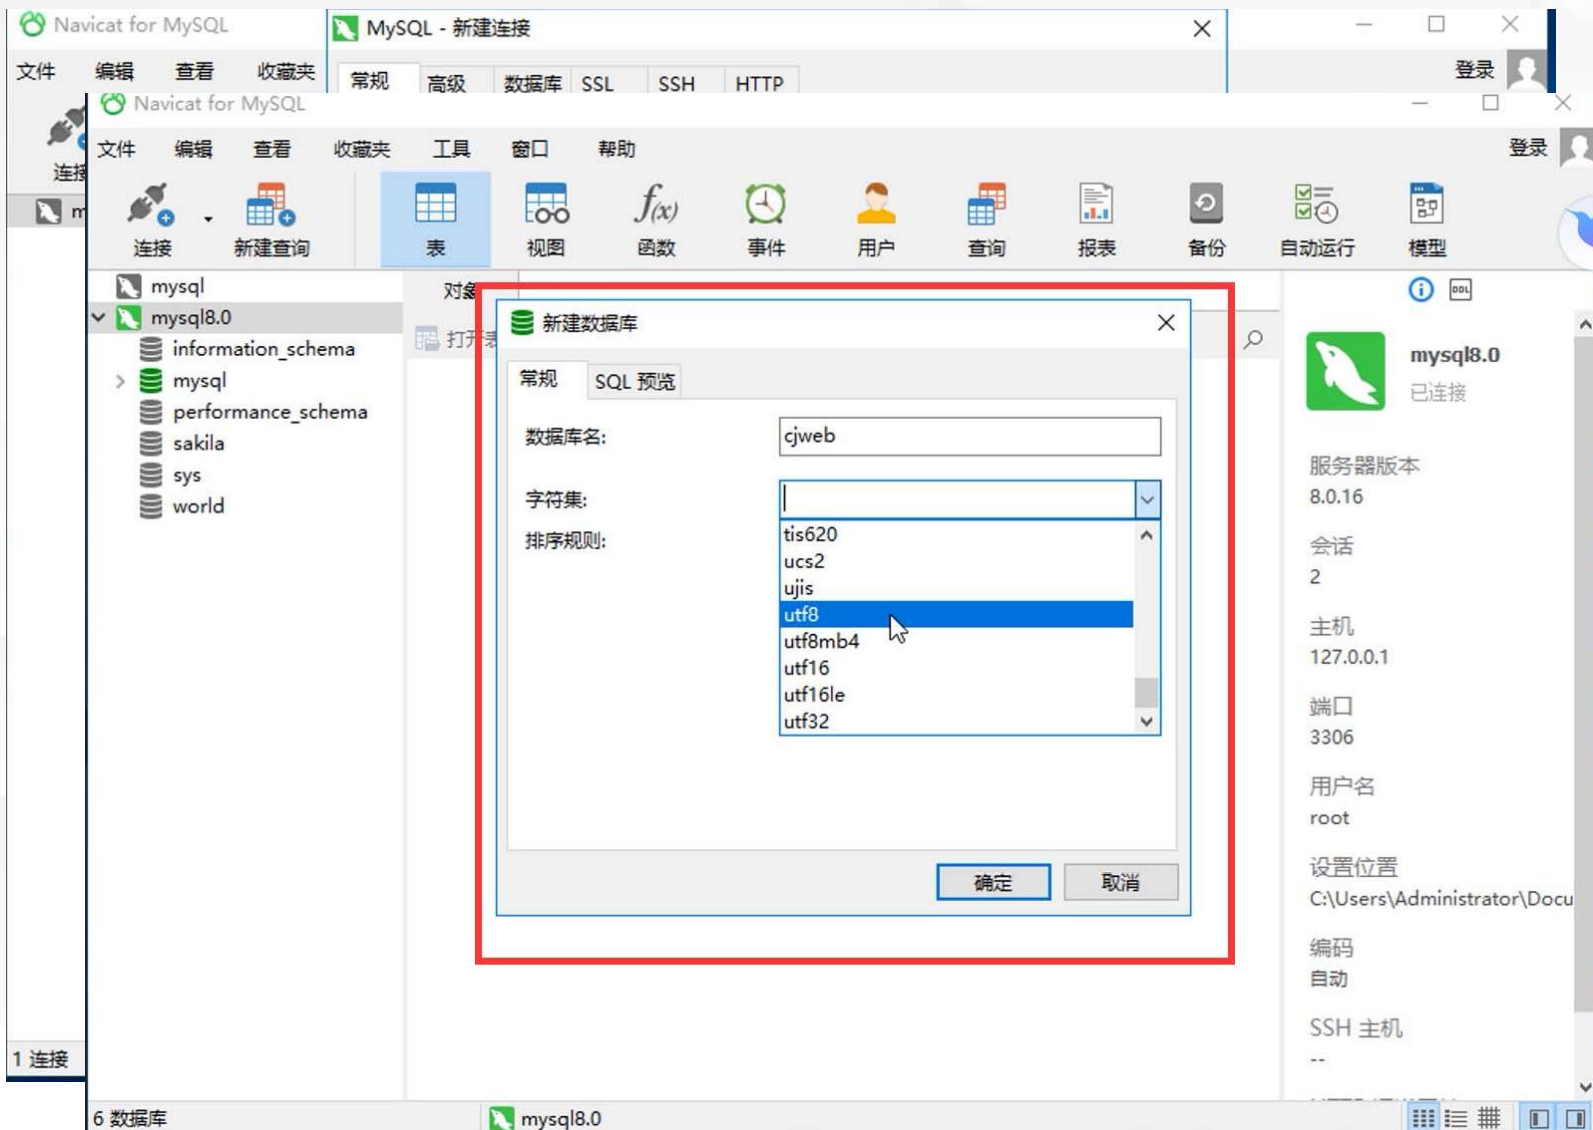 Navicat for MySQL
MySQL - 新建连接
文件 编辑 查看 收藏夹
常规 高级 数据库 SSL SSH HTTP
登录
Navicat for MySQL
文件 编辑 查看 收藏夹 工具 窗口 帮助
登录
f(x)
连接 新建查询 表 视图 函数 事件 用户 查询 报表 备份 自动运行 模型
mysql
mysql8.0
information_schema
mysql
performance_schema
sakila
sys
world
新建数据库
常规 SQL 预览
数据库名: cjweb
字符集:
排序规则:
tis620
ucs2
ujis
utf8
utf8mb4
utf16
utf16le
utf32
确定 取消
DDL
mysql8.0
已连接
服务器版本
8.0.16
会话
2
主机
127.0.0.1
端口
3306
用户名
root
设置位置
C:\Users\Administrator\Docu
编码
自动
SSH 主机
--
1 连接
6 数据库
mysql8.0